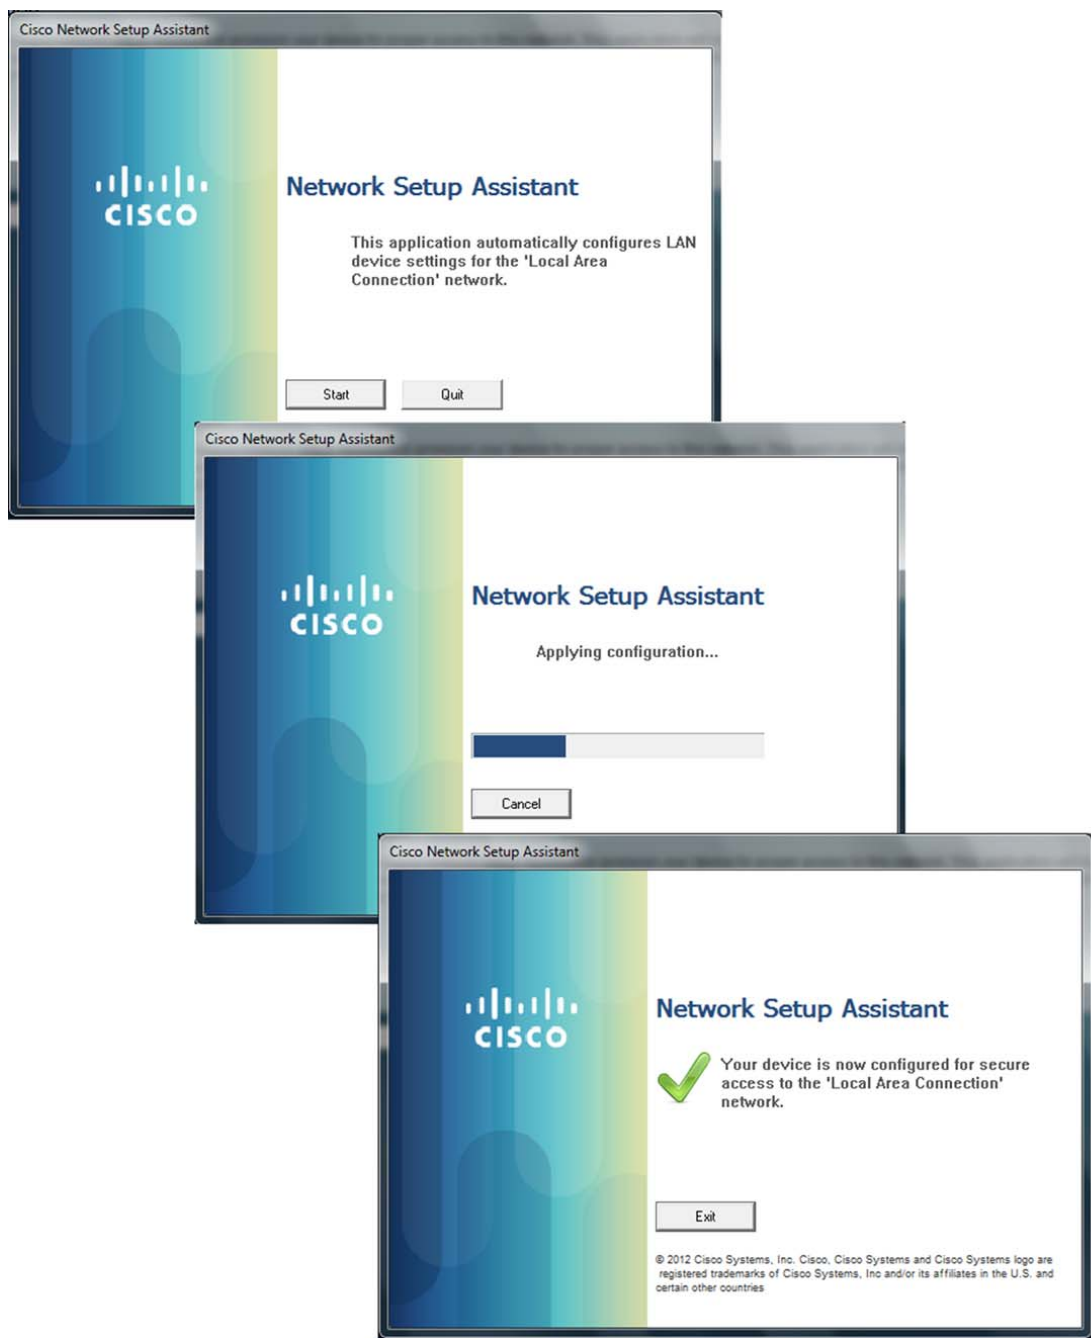 Cisco Network Setup Assistant
CISCO
Network Setup Assistant
This application automatically configures LAN
device settings for the 'Local Area
Connection' network.
Start
Quit
Cisco Network Setup Assistant
CISCO
Network Setup Assistant
Applying configuration...
Cancel
Cisco Network Setup Assistant
CISCO
Network Setup Assistant
Your device is now configured for secure
access to the 'Local Area Connection'
network.
Exit
© 2012 Cisco Systems, Inc. Cisco, Cisco Systems and Cisco Systems logo are
registered trademarks of Cisco Systems, Inc and/or its affiliates in the U.S. and
certain other countries